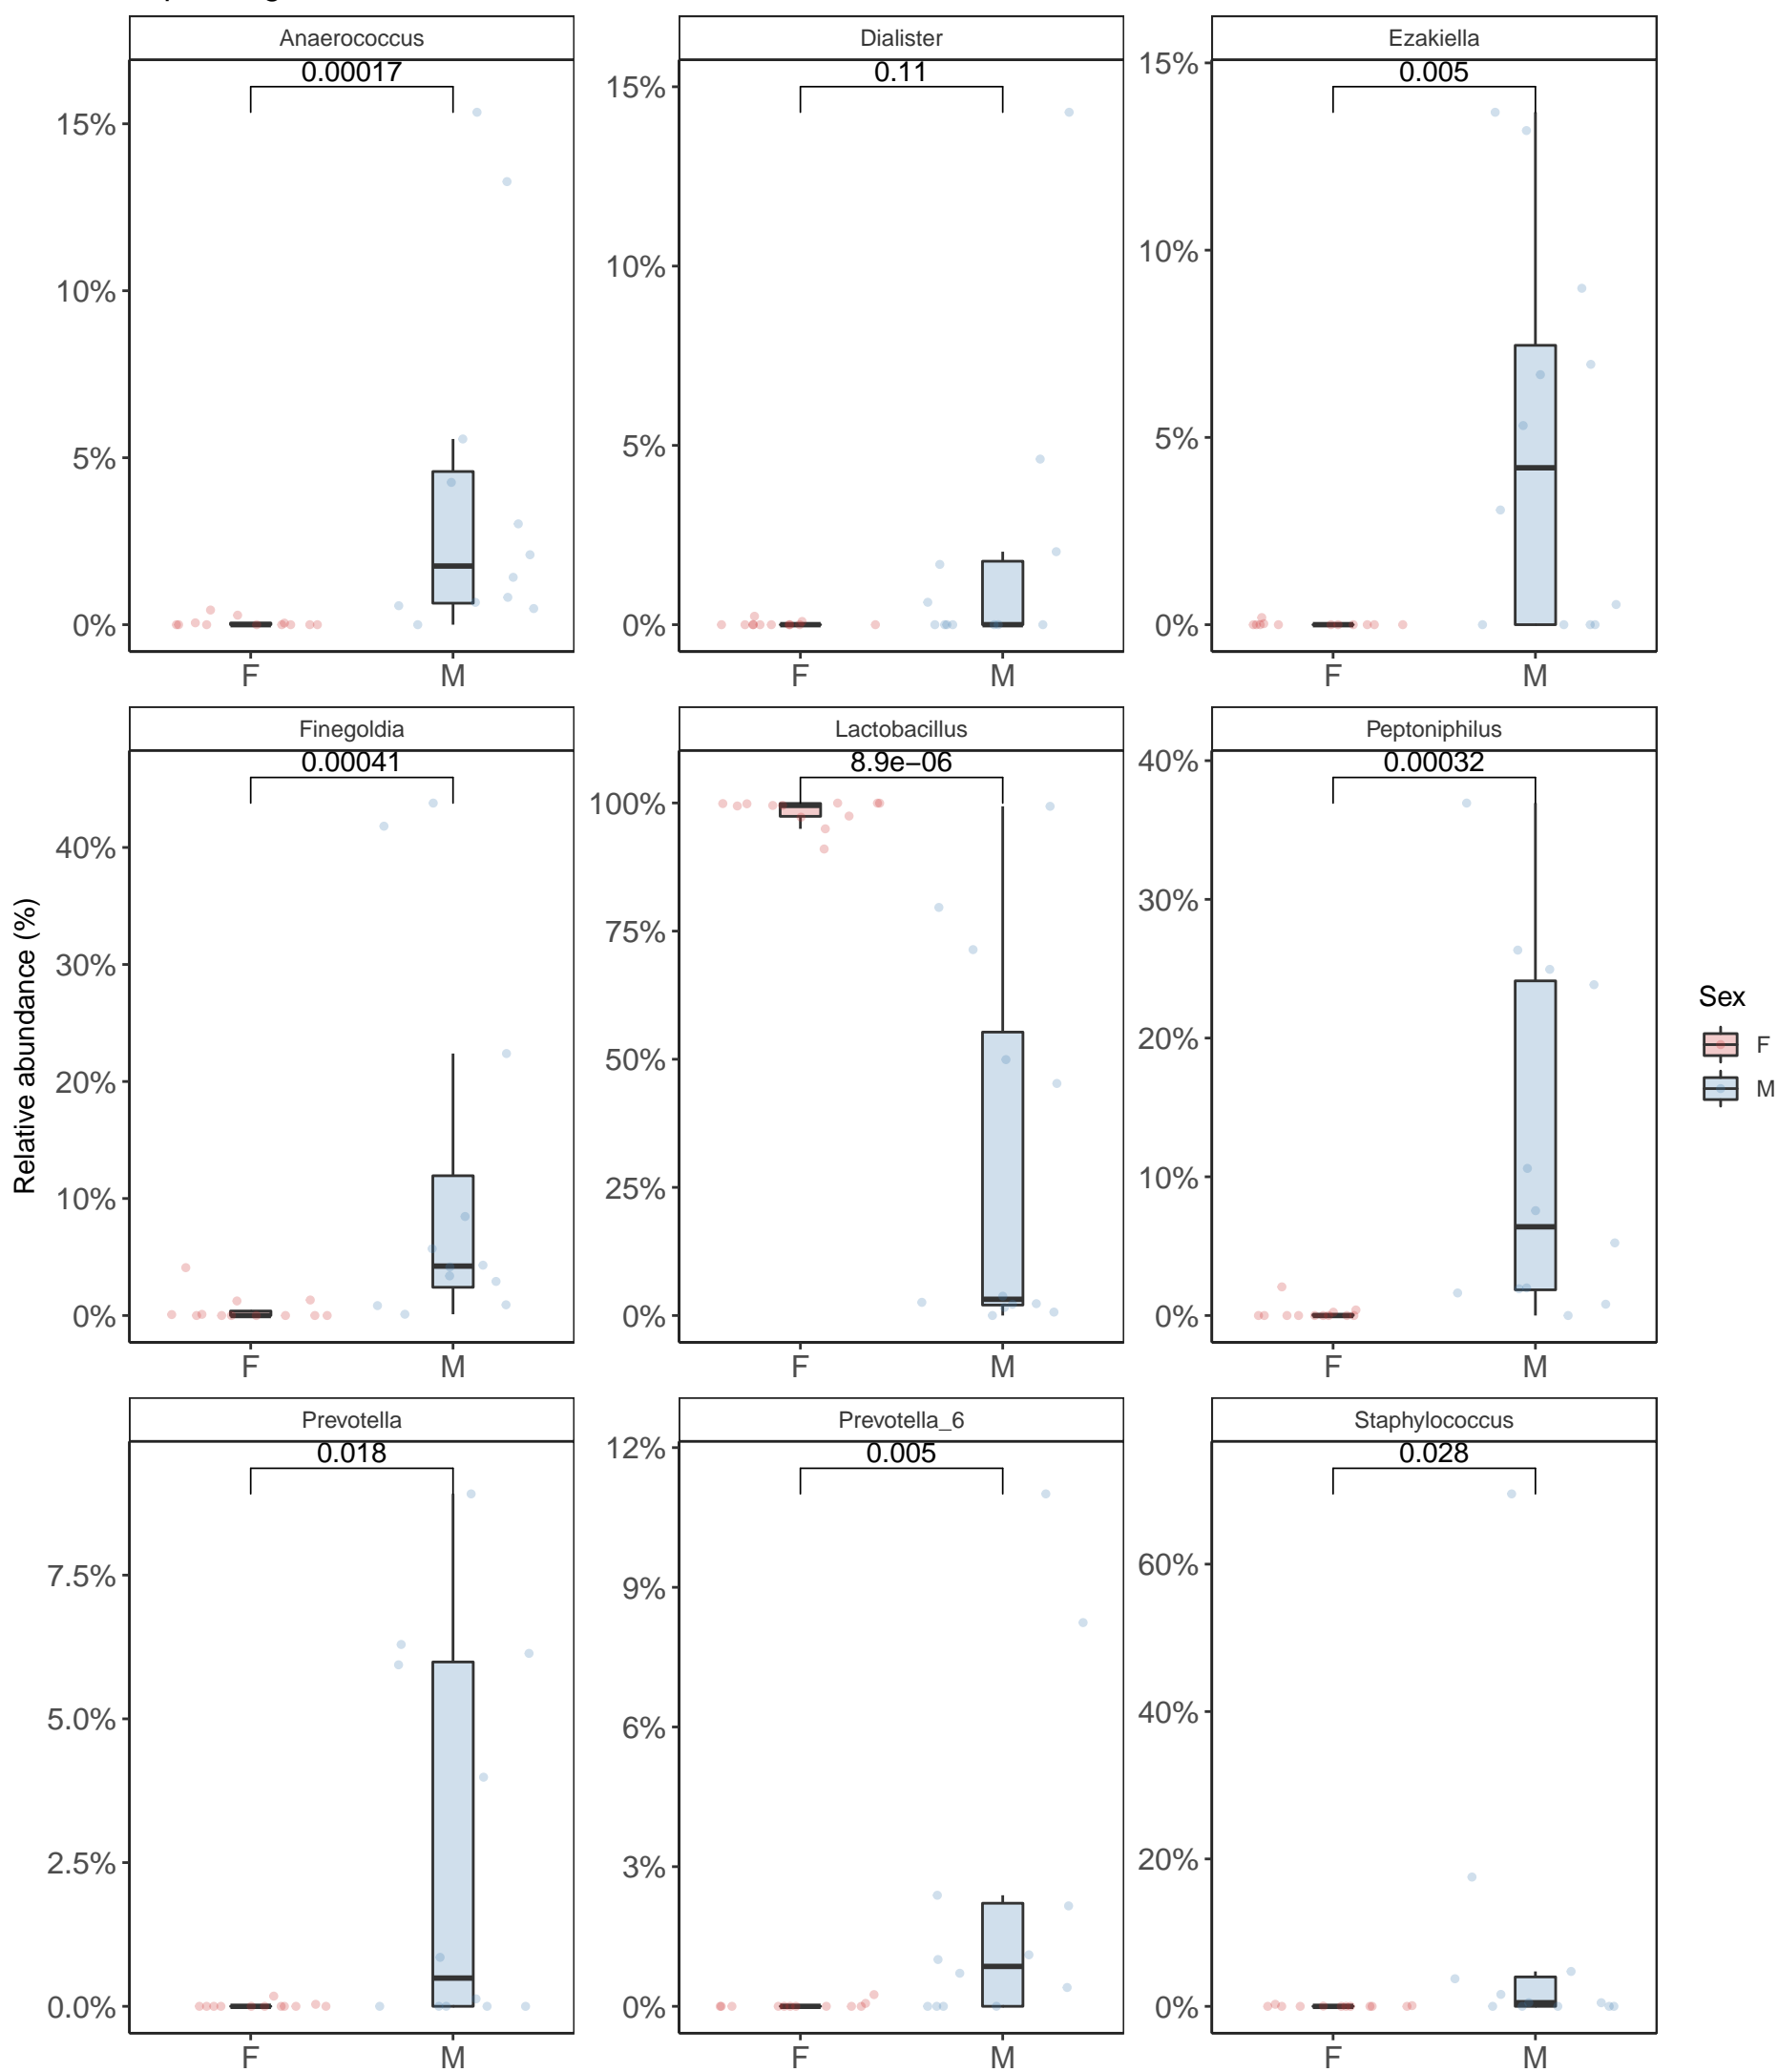 Anaerococcus Dialister Ezakiella
0.00017 0.11 0.005
15% 10% 5% 0%
15% 10% 5% 0%
15% 10% 5% 0%
F M F M F M
Finegoldia Lactobacillus Peptoniphilus
0.00041 8.9e−06 0.00032
40% 30% 20% 10% 0%
100% 75% 50% 25% 0%
40% 30% 20% 10% 0%
F M F M F M
Relative abundance (%)
Sex
F
M
Prevotella Prevotella_6 Staphylococcus
0.018 0.005 0.028
7.5% 5.0% 2.5% 0.0%
12% 9% 6% 3% 0%
60% 40% 20% 0%
F M F M F M